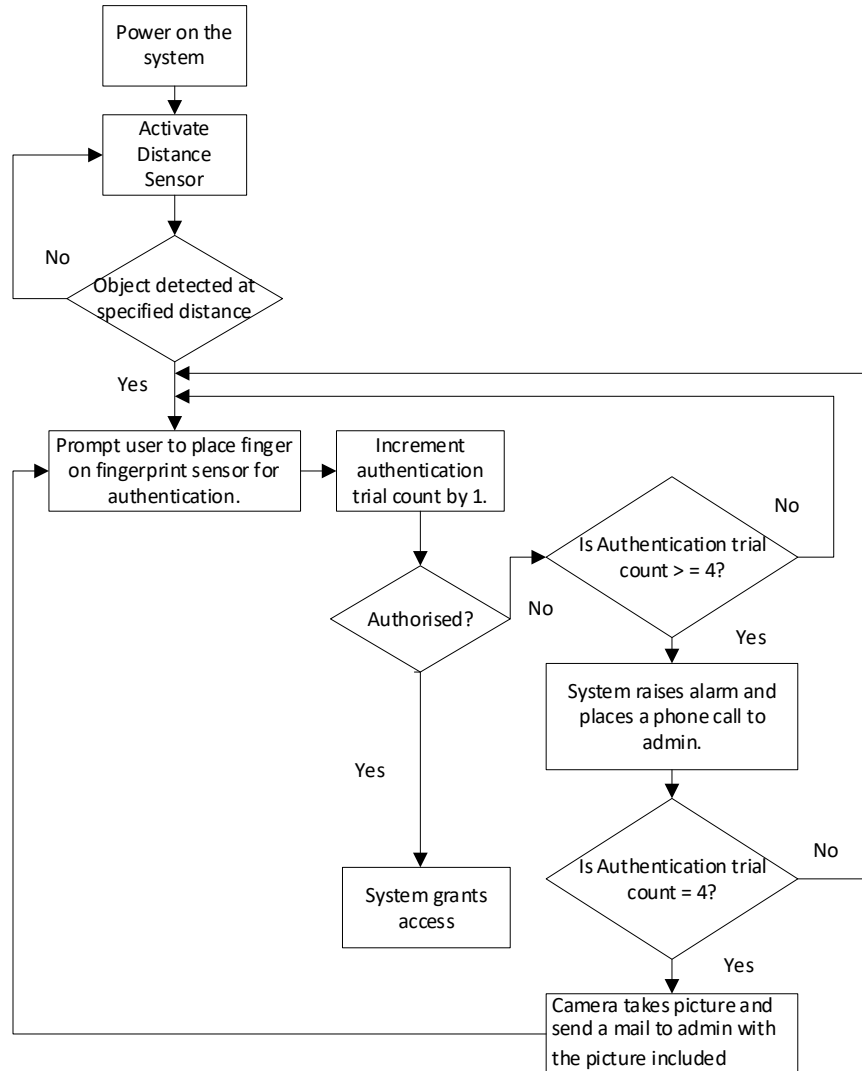 Power on the
system
Activate
Distance
Sensor
No
Object detected at
specified distance
Yes
Prompt user to place finger
on fingerprint sensor for
authentication.
Increment
authentication
trial count by 1.
No
Is Authentication trial
count > = 4?
Authorised?
No
Yes
System raises alarm and
places a phone call to
admin.
Yes
No
Is Authentication trial
count = 4?
System grants
access
Yes
Camera takes picture and
send a mail to admin with
the picture included